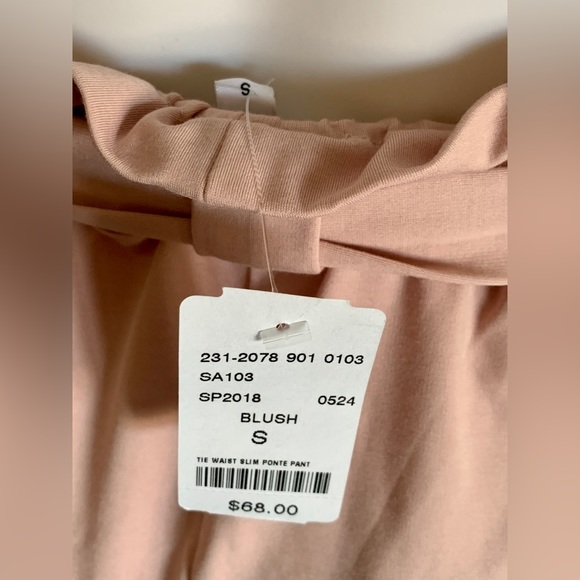 S
231-2078 901 0103
SA103
SP2018 0524
BLUSH
S
TIE WAIST SLIM PONTE PANT
$68.00